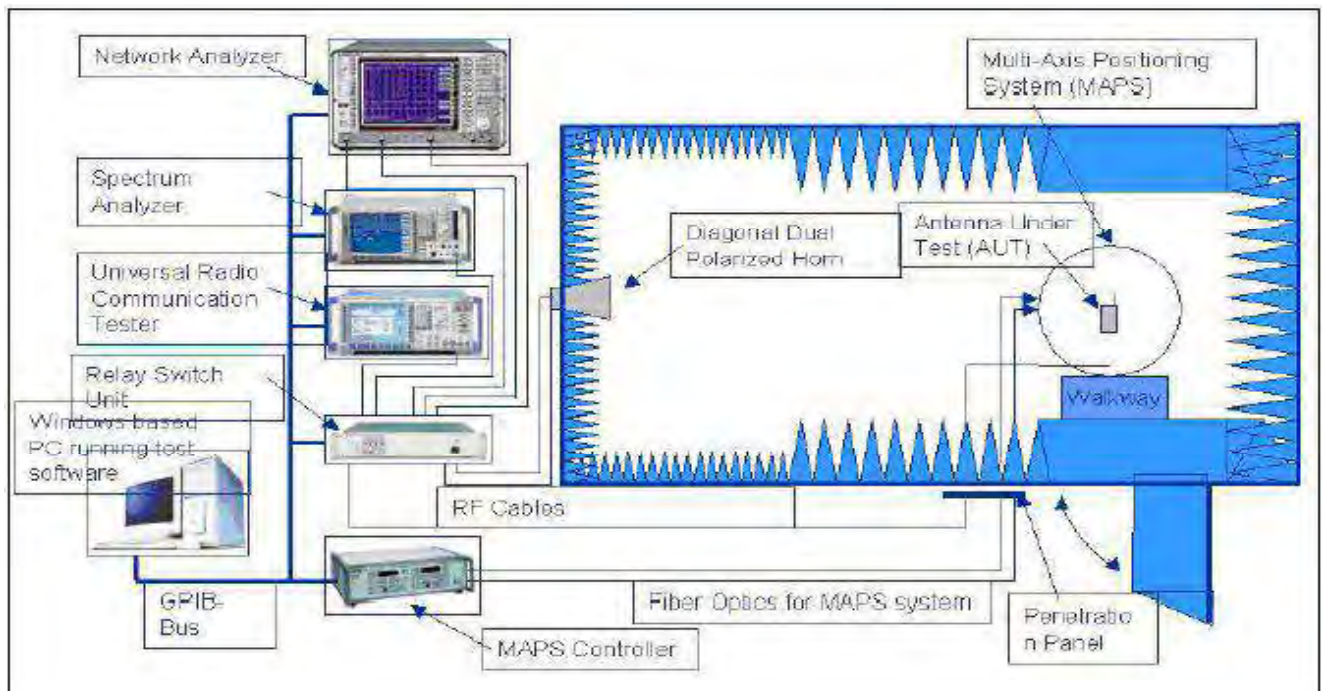 Network Analyzer
Multi-Axis Positioning
System (MAPS)
Spectrum
Analyzer
Diagonal Dual
Polarized Horn
Antenna Under
Test (AUT)
Universal Radio
Communication
Tester
Relay Switch
Unit
Walkway
Windows based
PC running test
software
RF Cables
GPIB-
Bus
Fiber Optics for MAPS system
Penetratio
n Panel
MAPS Controller